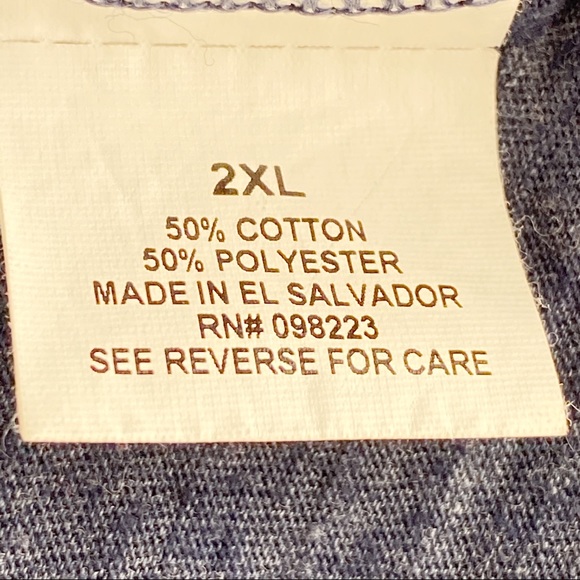 2XL
50% COTTON
50% POLYESTER
MADE IN EL SALVADOR
RN# 098223
SEE REVERSE FOR CARE